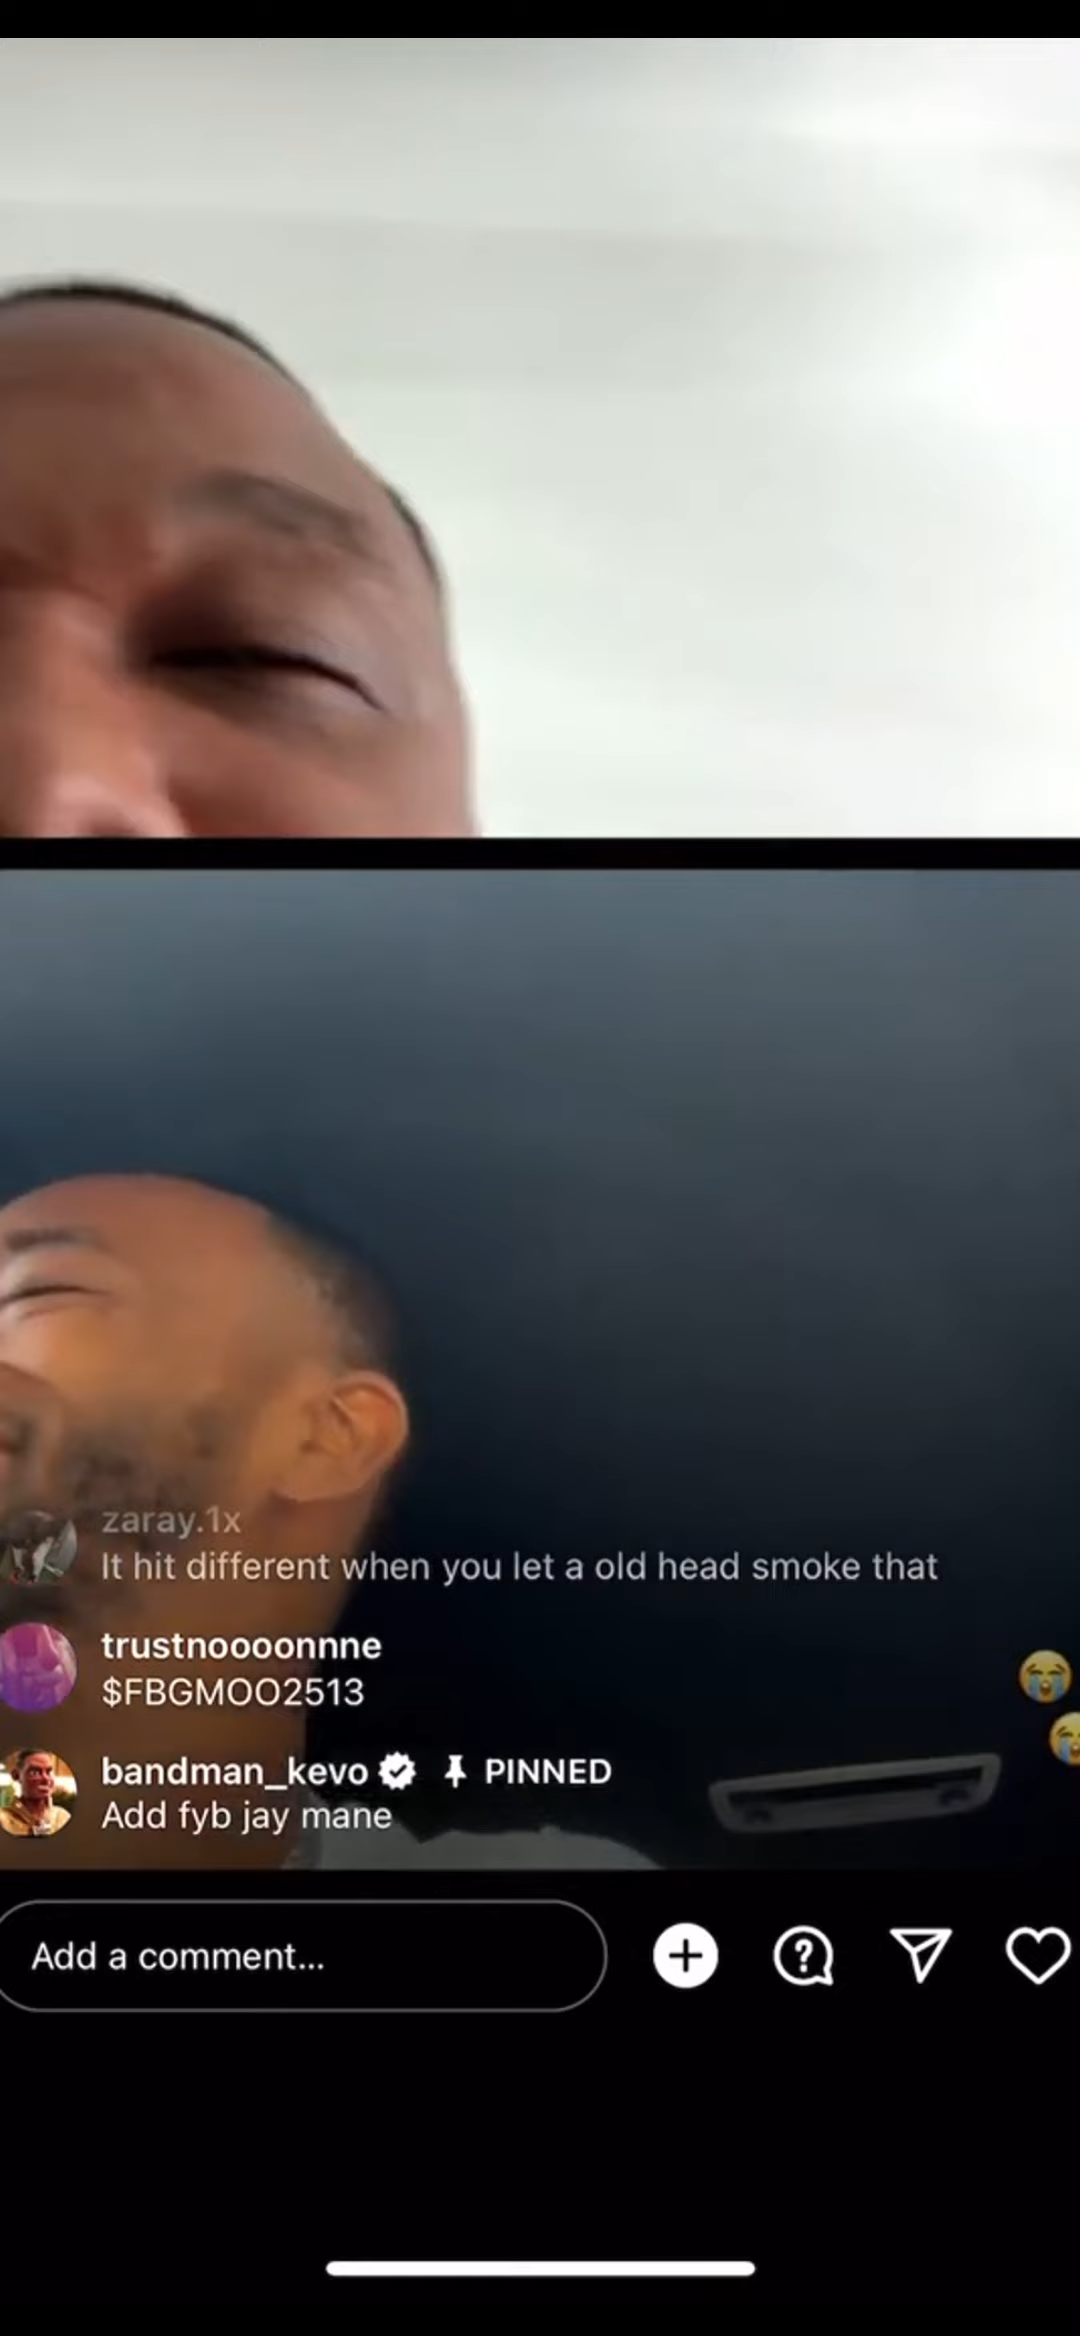 zaray.1x
It hit different when you let a old head smoke that
trustnoooonnne
$FBGMOO2513
bandman_kevo PINNED
Add fyb jay mane
Add a comment...